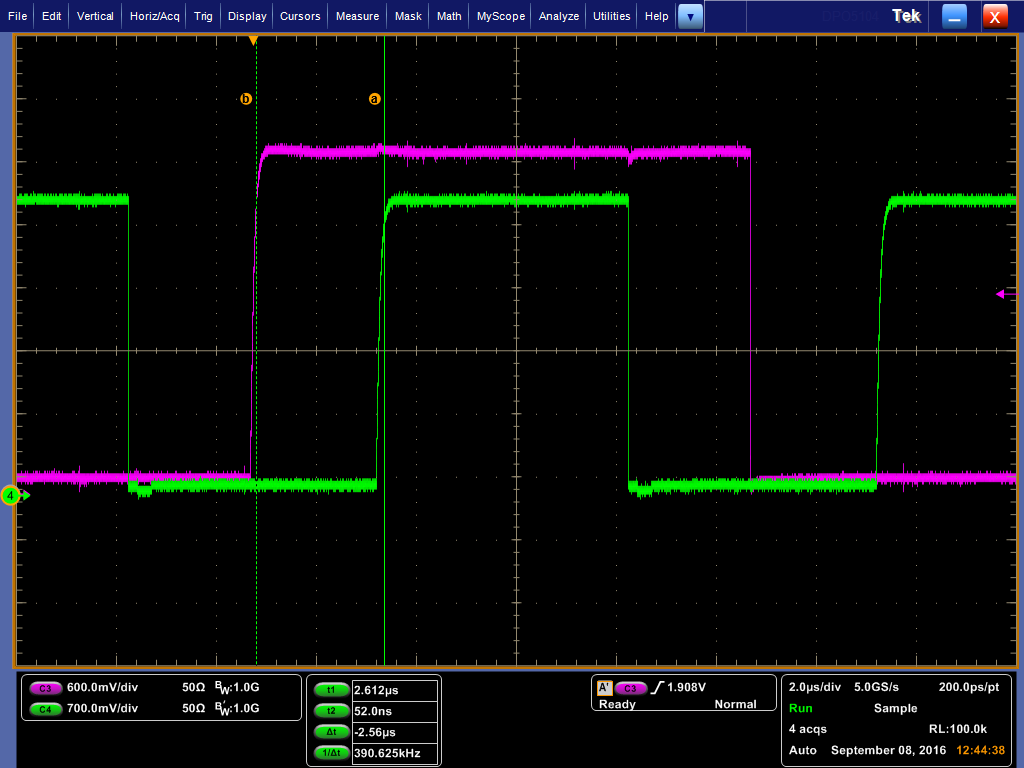 File Edit Vertical Horiz/Acq Trig Display Cursors Measure Mask Math MyScope Analyze Utilities Help Tek X
b a
4
C3 600.0mV/div 50Ω BW:1.0G
C4 700.0mV/div 50Ω BW:1.0G
t1 2.612µs
t2 52.0ns
Δt -2.56µs
1/Δt 390.625kHz
A' C3 1.908V
Ready Normal
2.0µs/div 5.0GS/s 200.0ps/pt
Run Sample
4 acqs RL:100.0k
Auto September 08, 2016 12:44:38